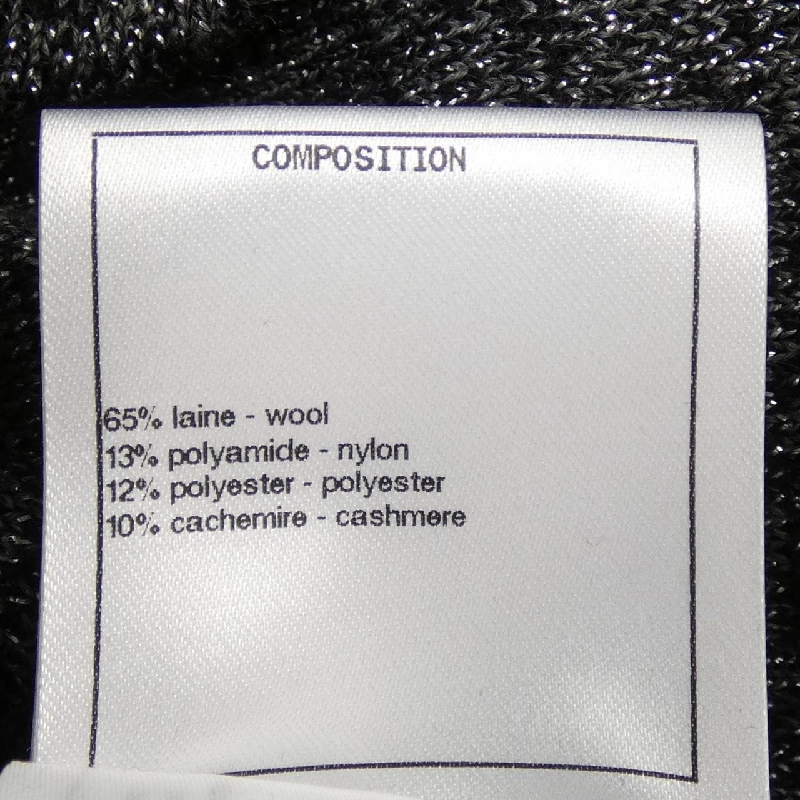 COMPOSITION
65% laine - wool
13% polyamide - nylon
12% polyester - polyester
10% cachemire - cashmere